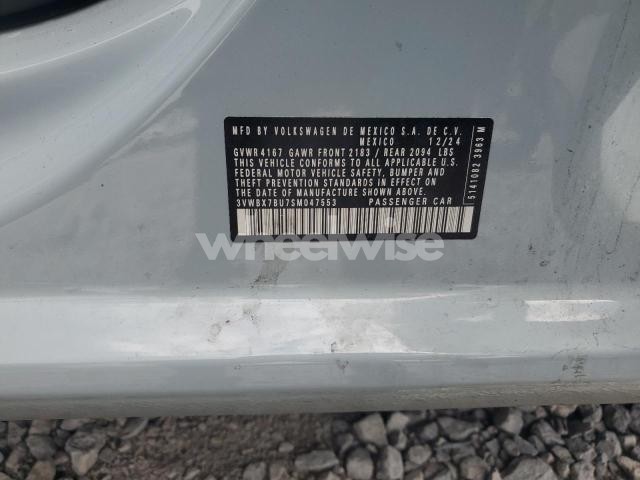 MFD BY VOLKSWAGEN DE MEXICO S.A. DE C.V.
MEXICO 12/24
GVWR 4167 GAWR FRONT 2183 / REAR 2094 LBS
THIS VEHICLE CONFORMS TO ALL APPLICABLE U.S.
FEDERAL MOTOR VEHICLE SAFETY, BUMPER AND
THEFT PREVENTION STANDARDS IN EFFECT ON
THE DATE OF MANUFACTURE SHOWN ABOVE.
3VWBX7BU7SM047553 PASSENGER CAR
5141682 3963 M
wheelwise